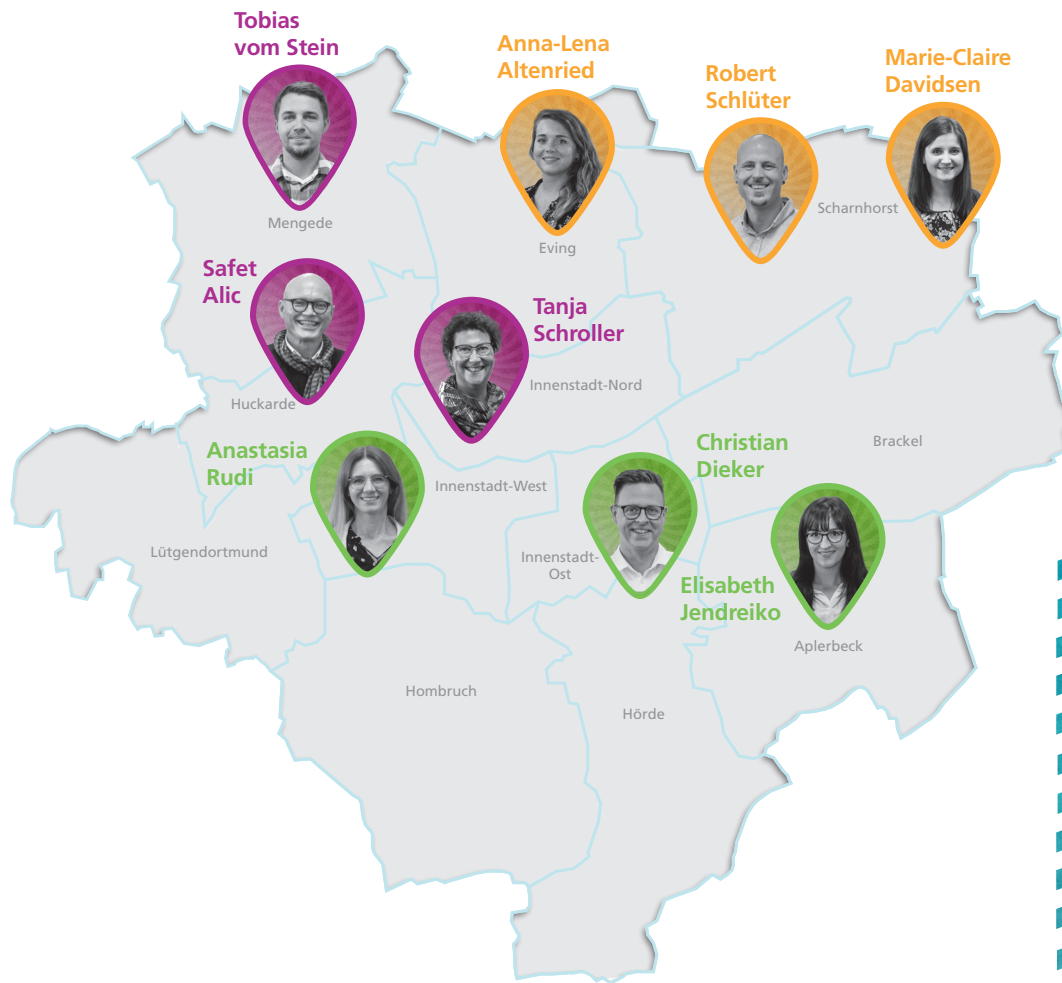 Tobias
vom Stein
Anna-Lena
Altenried
Robert
Schlüter
Marie-Claire
Davidsen
Mengede
Eving
Scharnhorst
Safet
Alic
Tanja
Schroller
Huckarde
Innenstadt-Nord
Anastasia
Rudi
Innenstadt-West
Christian
Dieker
Brackel
Lütgendortmund
Innenstadt-
Ost
Elisabeth
Jendreiko
Aplerbeck
Hombruch
Hörde